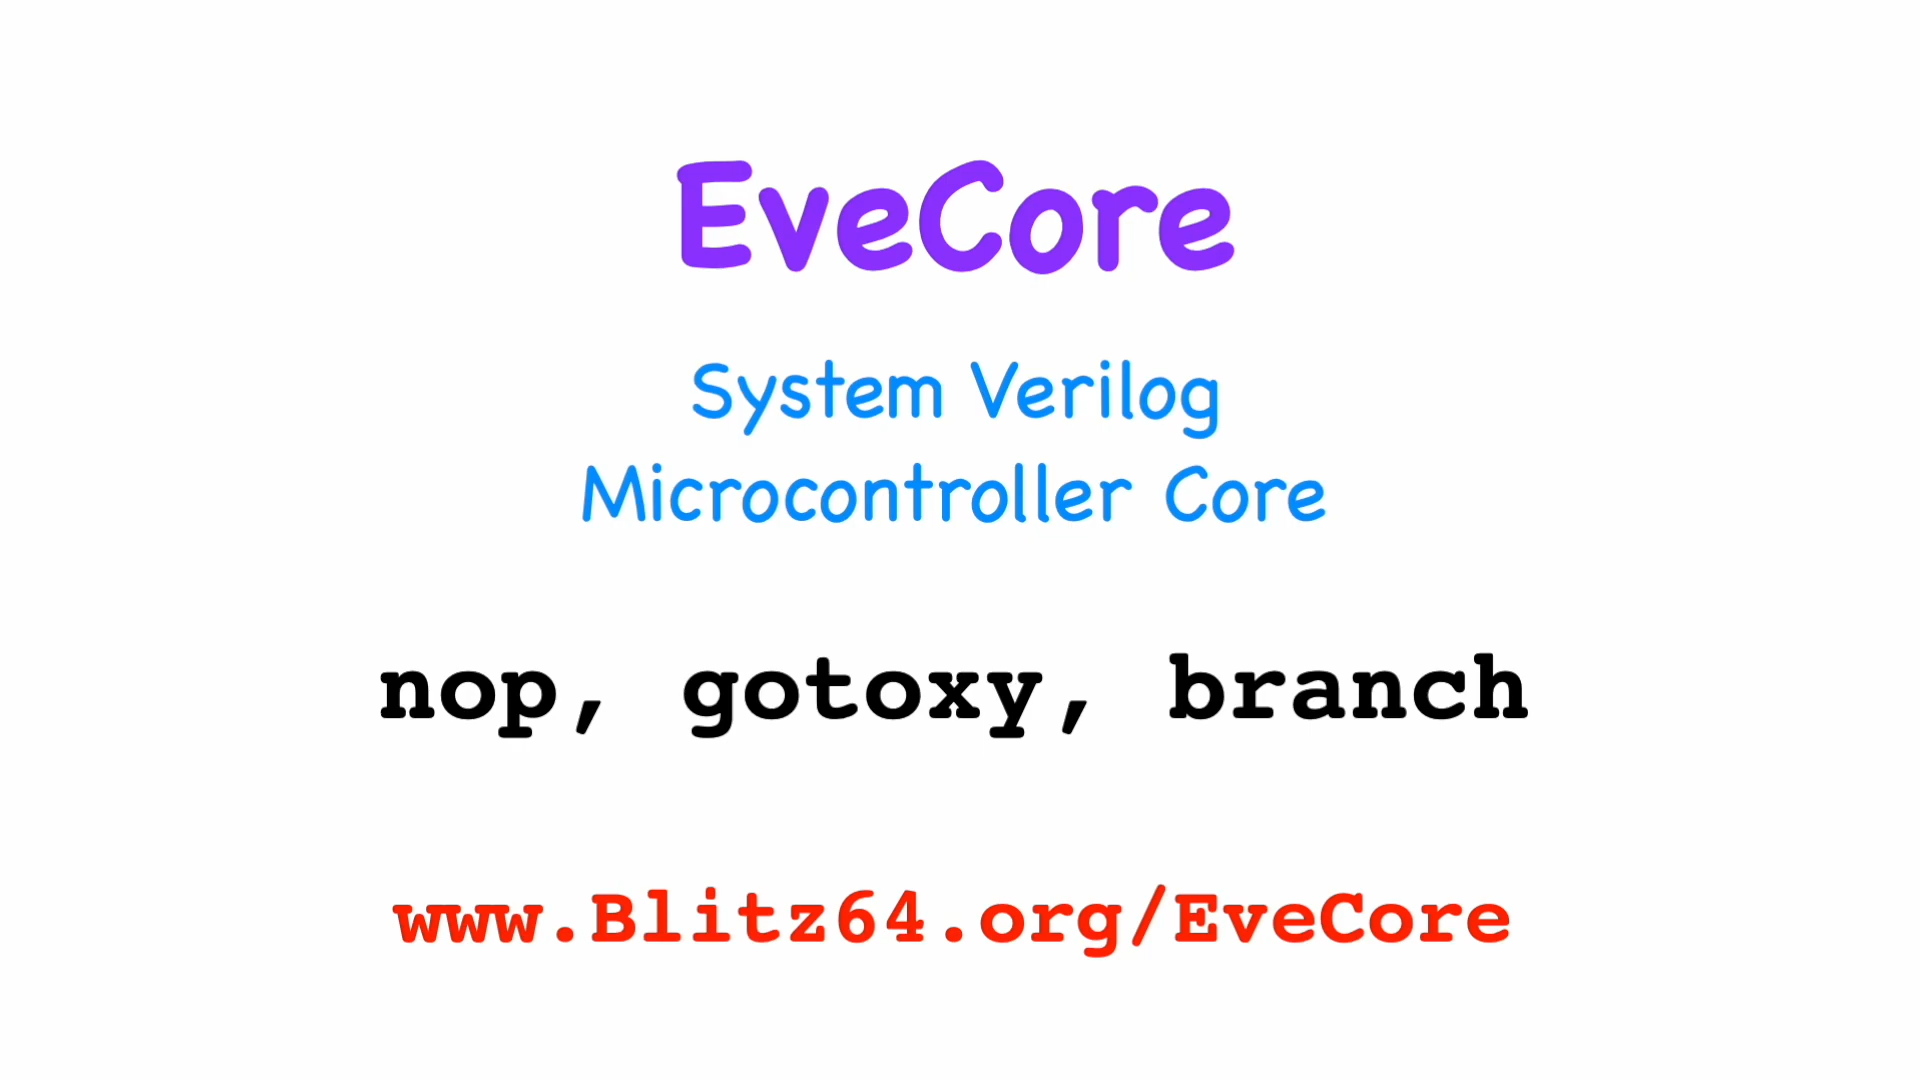 EveCore
System Verilog
Microcontroller Core
nop, gotoxy, branch
www.Blitz64.org/EveCore